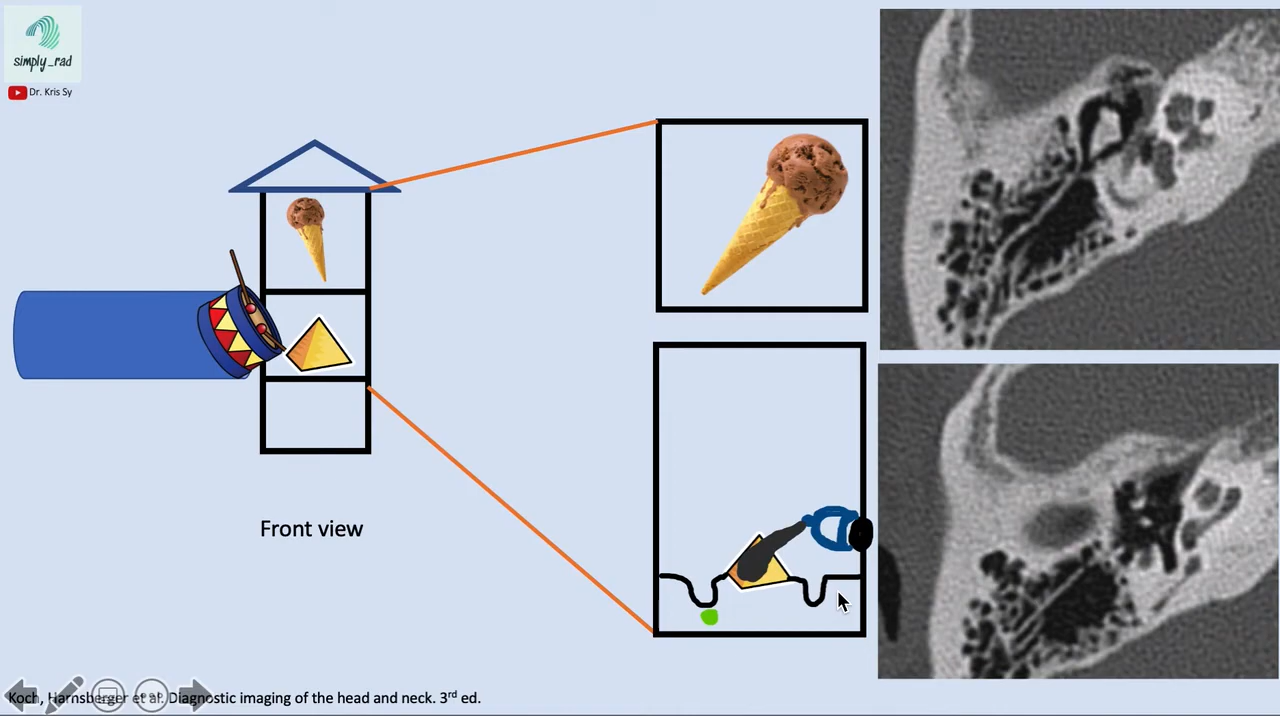 simply_rad
Dr. Kris Sy
Front view
Koch, Harnsberger et al. Diagnostic imaging of the head and neck. 3rd ed.